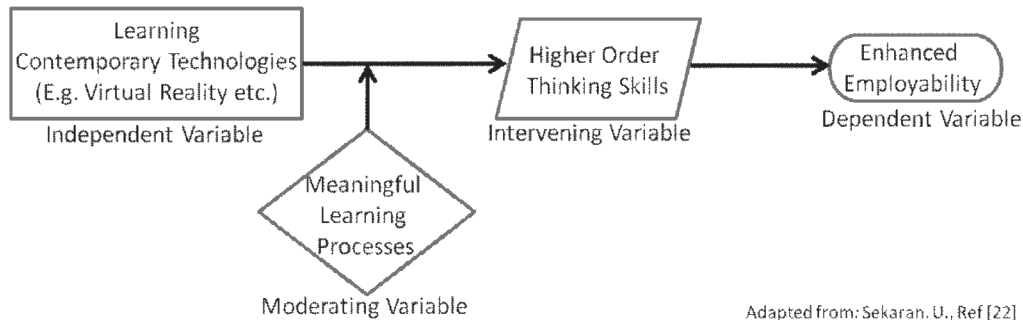 Learning
Contemporary Technologies
(E.g. Virtual Reality etc.)
Independent Variable
Higher Order
Thinking Skills
Intervening Variable
Enhanced
Employability
Dependent Variable
Meaningful
Learning
Processes
Moderating Variable
Adapted from: Sekaran. U., Ref [22]